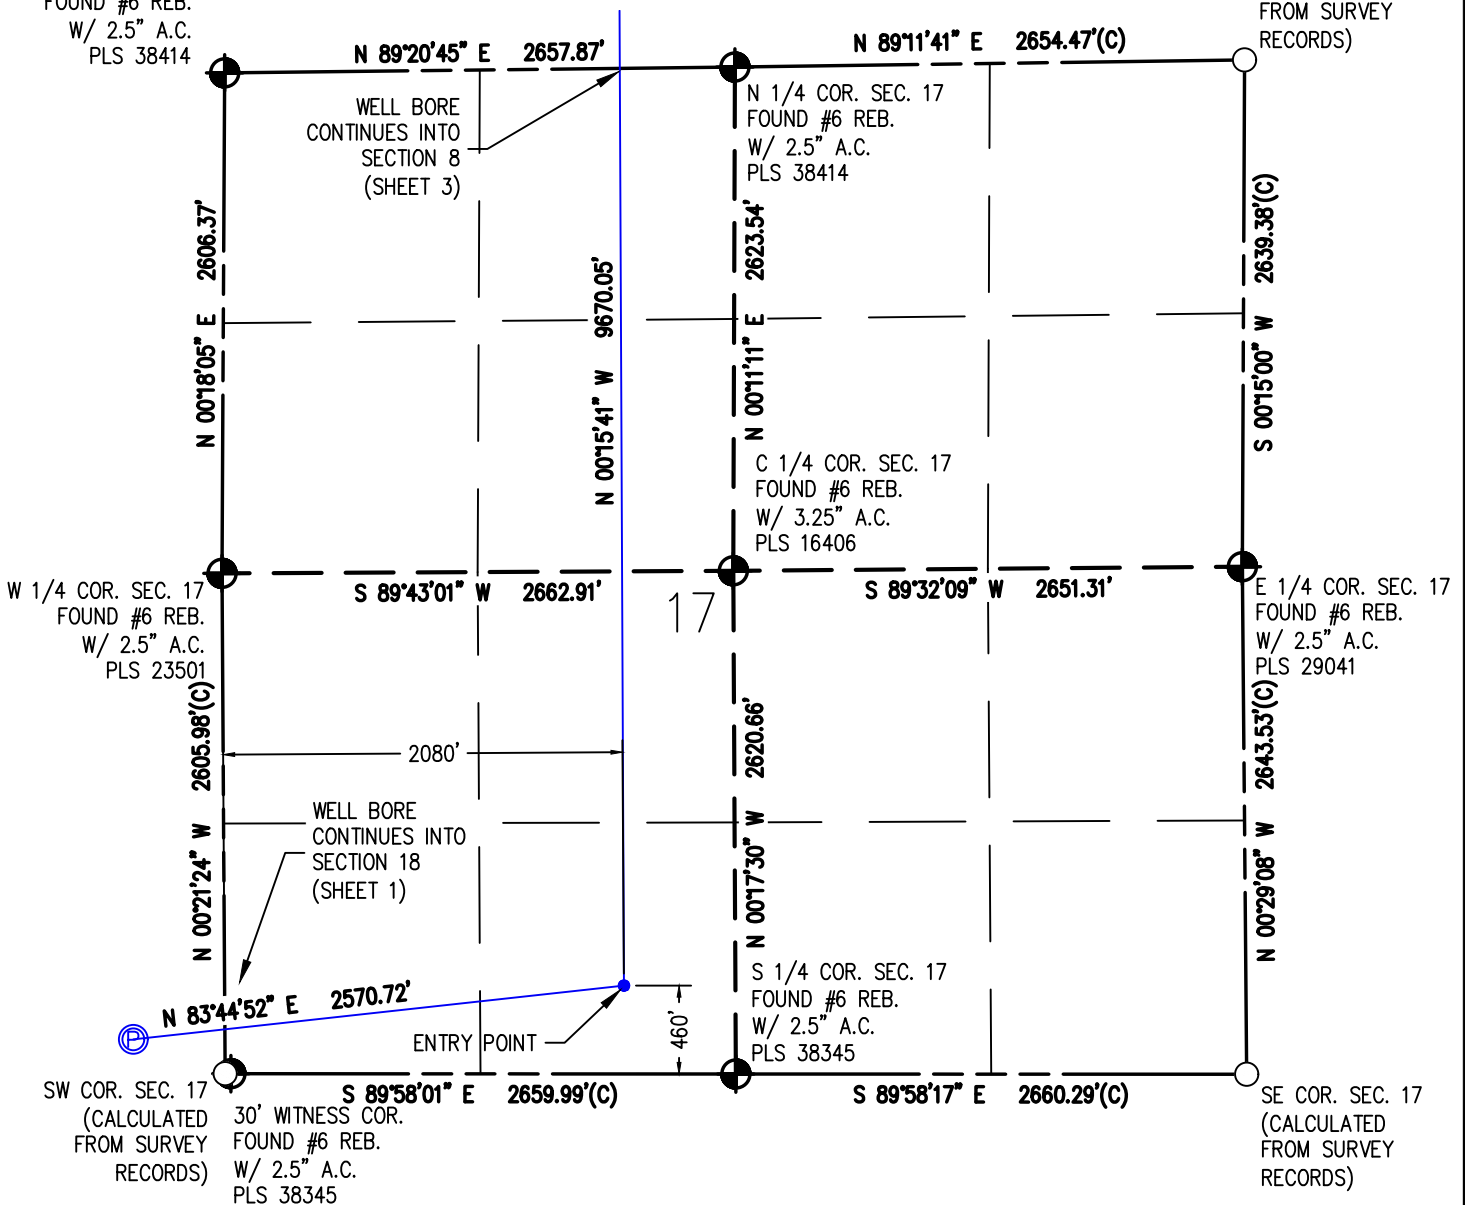 FOUND #6 REB.
W/ 2.5" A.C.
PLS 38414
N 89°20'45" E 2657.87'
N 89°11'41" E 2654.47'(C)
FROM SURVEY
RECORDS)
WELL BORE
CONTINUES INTO
SECTION 8
(SHEET 3)
N 1/4 COR. SEC. 17
FOUND #6 REB.
W/ 2.5" A.C.
PLS 38414
N 00°18'05" E 2606.37'
N 00°15'41" W 9670.05'
N 00°11'11" E 2623.54'
S 00°15'00" W 2639.38'(C)
C 1/4 COR. SEC. 17
FOUND #6 REB.
W/ 3.25" A.C.
PLS 16406
W 1/4 COR. SEC. 17
FOUND #6 REB.
W/ 2.5" A.C.
PLS 23501
S 89°43'01" W 2662.91'
17
S 89°32'09" W 2651.31'
E 1/4 COR. SEC. 17
FOUND #6 REB.
W/ 2.5" A.C.
PLS 29041
N 00°21'24" W 2605.98'(C)
2080'
N 00°17'30" W 2620.66'
N 00°29'08" W 2643.53'(C)
WELL BORE
CONTINUES INTO
SECTION 18
(SHEET 1)
N 83°44'52" E 2570.72'
P
ENTRY POINT
460'
S 1/4 COR. SEC. 17
FOUND #6 REB.
W/ 2.5" A.C.
PLS 38345
S 89°58'01" E 2659.99'(C)
S 89°58'17" E 2660.29'(C)
SW COR. SEC. 17
(CALCULATED
FROM SURVEY
RECORDS)
30' WITNESS COR.
FOUND #6 REB.
W/ 2.5" A.C.
PLS 38345
SE COR. SEC. 17
(CALCULATED
FROM SURVEY
RECORDS)